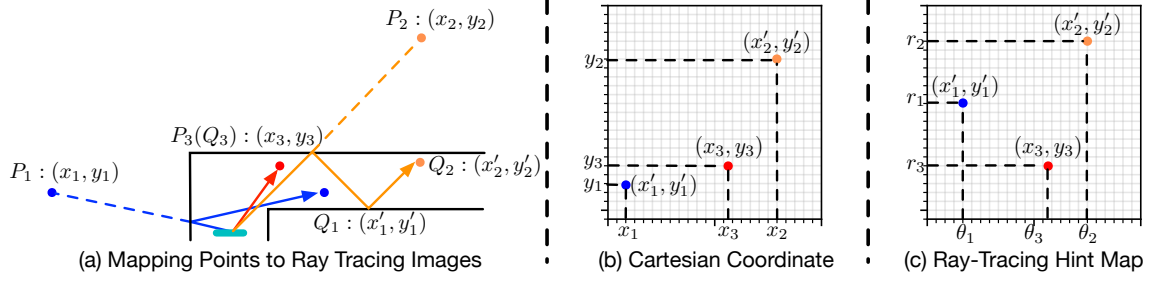 P₂ : (x₂, y₂)
P₃(Q₃) : (x₃, y₃)
P₁ : (x₁, y₁)
Q₂ : (x′₂, y′₂)
Q₁ : (x′₁, y′₁)
(a) Mapping Points to Ray Tracing Images
(x′₂, y′₂)
y₂
(x₃, y₃)
y₃
y₁
(x′₁, y′₁)
x₁ x₃ x₂
(b) Cartesian Coordinate
(x′₂, y′₂)
r₂
(x′₁, y′₁)
r₁
(x₃, y₃)
r₃
θ₁ θ₃ θ₂
(c) Ray-Tracing Hint Map